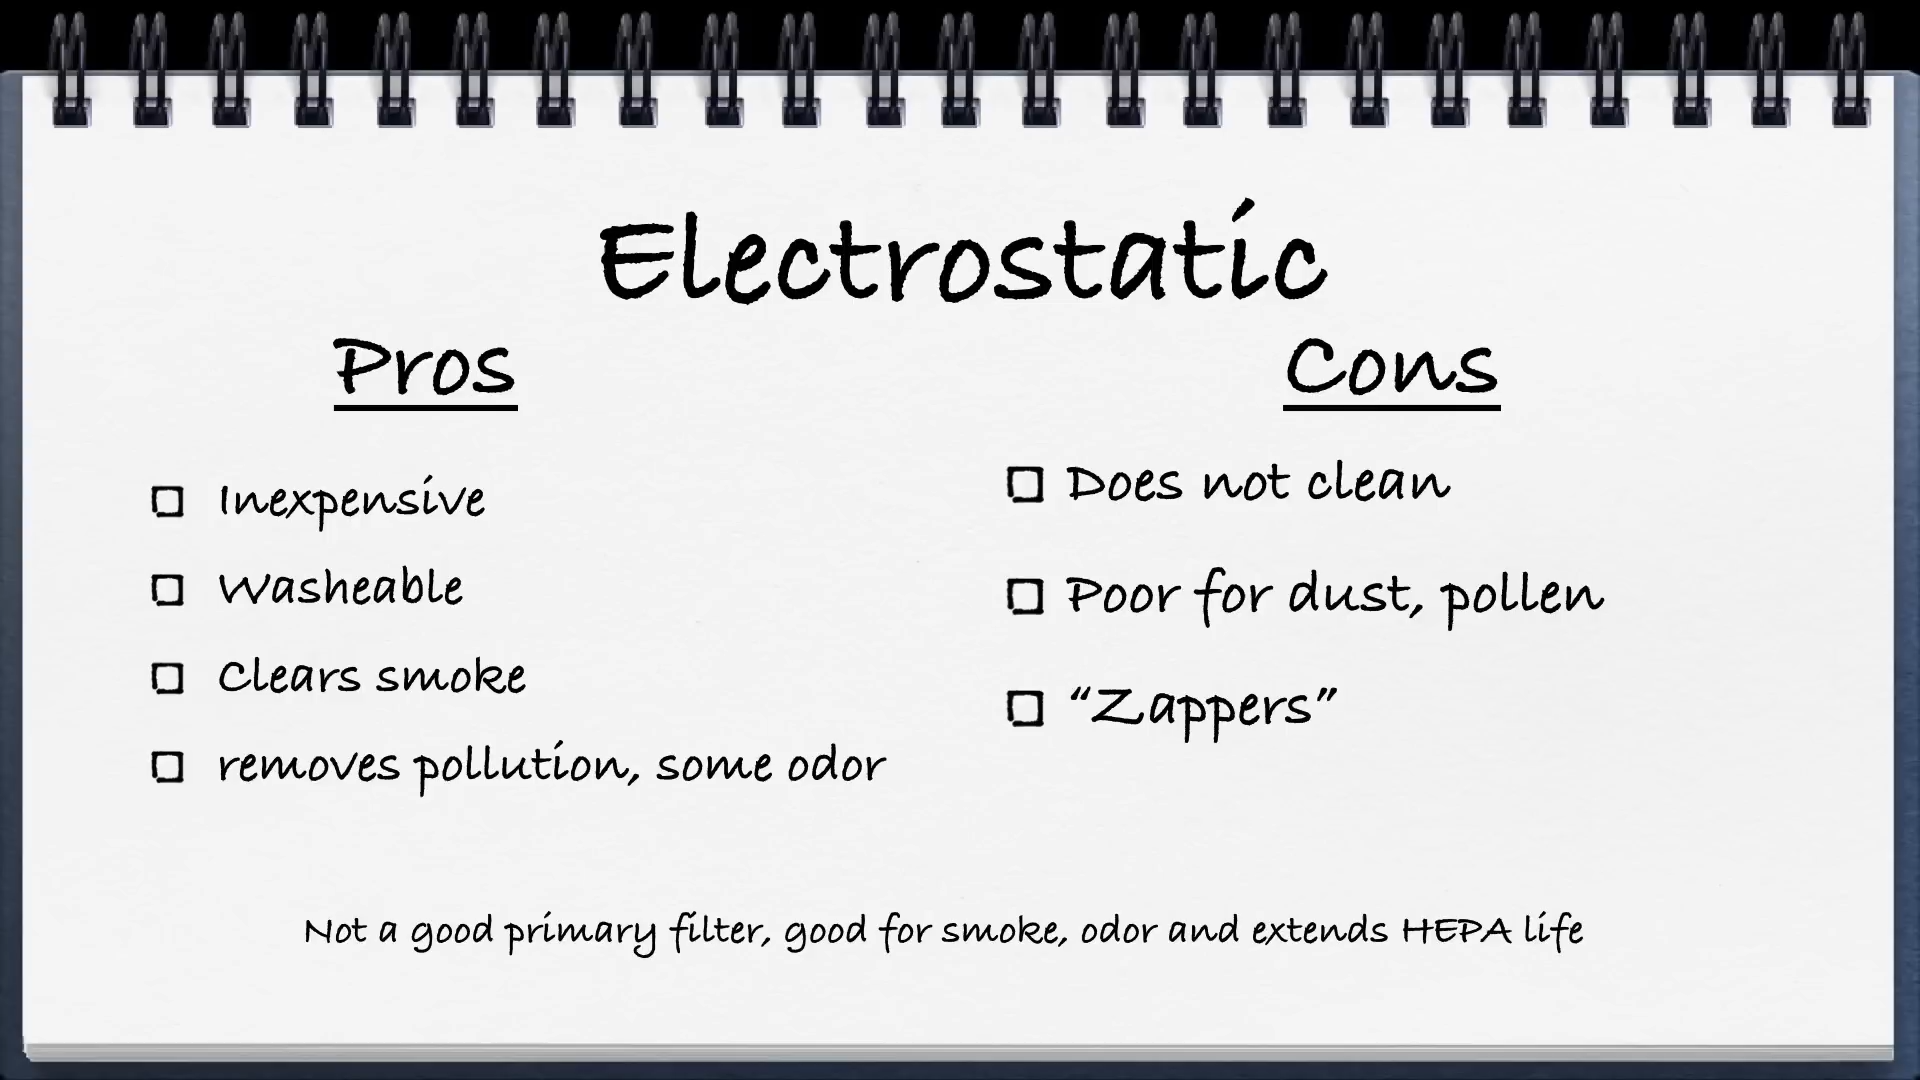 Electrostatic
Pros
Inexpensive
Washeable
Clears smoke
removes pollution, some odor
Cons
Does not clean
Poor for dust, pollen
“Zappers”
Not a good primary filter, good for smoke, odor and extends HEPA life